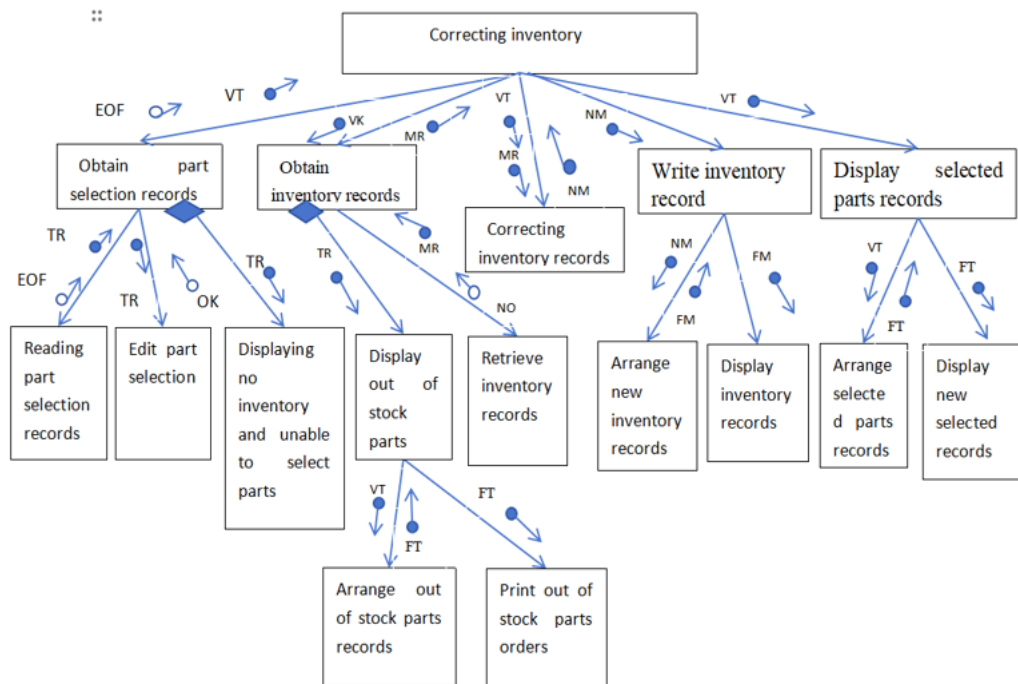 Correcting inventory
EOF
VT
VK
MR
VT
MR
NM
NM
VT
Obtain part
selection records
Obtain
inventory records
Correcting
inventory records
Write inventory
record
Display selected
parts records
TR
EOF
TR
OK
TR
TR
MR
NO
NM
FM
FM
VT
FT
FT
Reading
part
selection
records
Edit part
selection
Displaying
no
inventory
and unable
to select
parts
Display
out of
stock
parts
Retrieve
inventory
records
Arrange
new
inventory
records
Display
inventory
records
Arrange
selecte
d parts
records
Display
new
selected
records
VT
FT
FT
Arrange out
of stock parts
records
Print out of
stock parts
orders